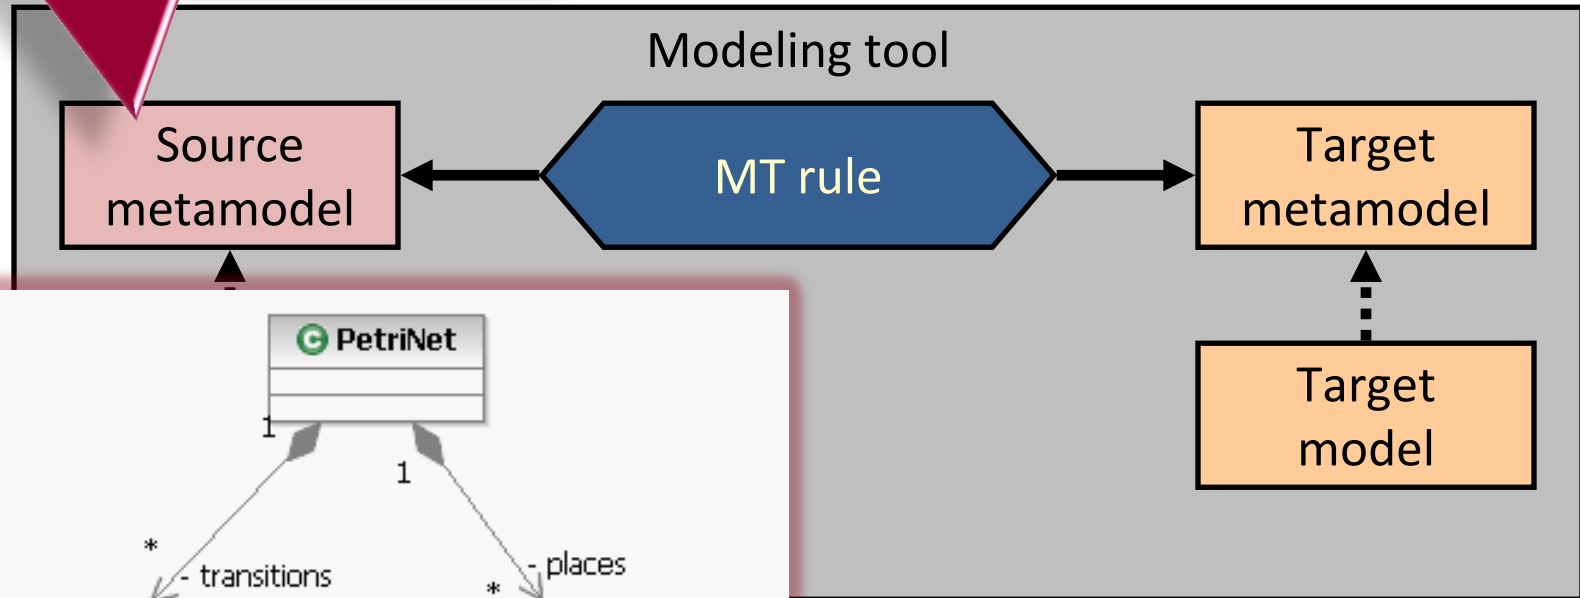 Modeling tool
Source
metamodel
MT rule
Target
metamodel
Target
model
C PetriNet
1
1
*
- transitions
- places
*